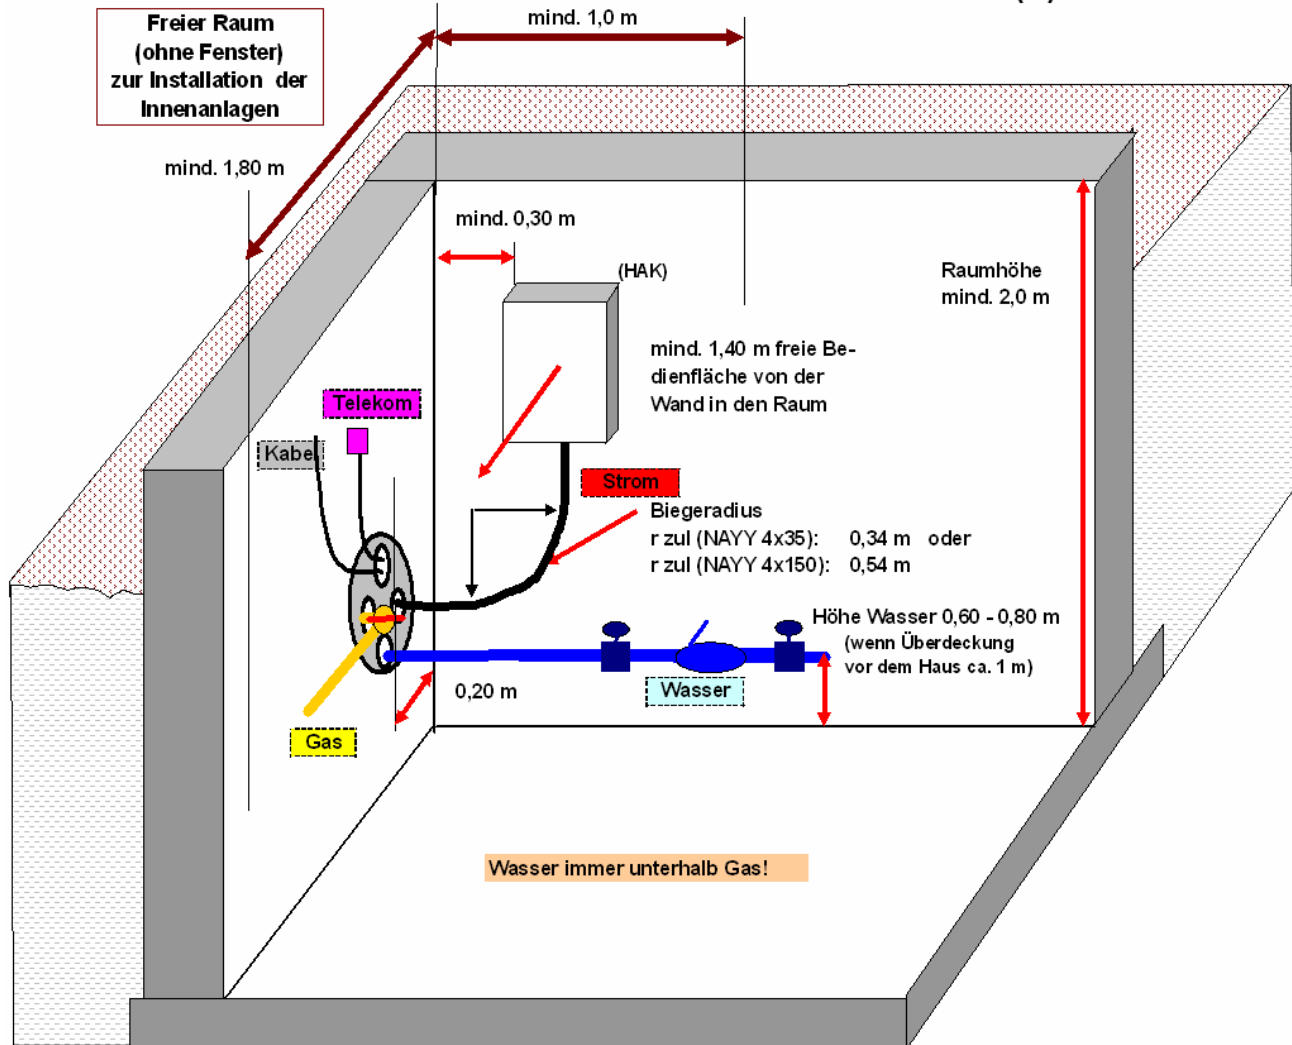 Freier Raum
(ohne Fenster)
zur Installation der
Innenanlagen
mind. 1,0 m
mind. 1,80 m
mind. 0,30 m
(HAK)
Raumhöhe
mind. 2,0 m
mind. 1,40 m freie Be-
dienfläche von der
Wand in den Raum
Telekom
Kabel
Strom
Biegeradius
r zul (NAYY 4x35): 0,34 m oder
r zul (NAYY 4x150): 0,54 m
Höhe Wasser 0,60 - 0,80 m
(wenn Überdeckung
vor dem Haus ca. 1 m)
0,20 m
Wasser
Gas
Wasser immer unterhalb Gas!